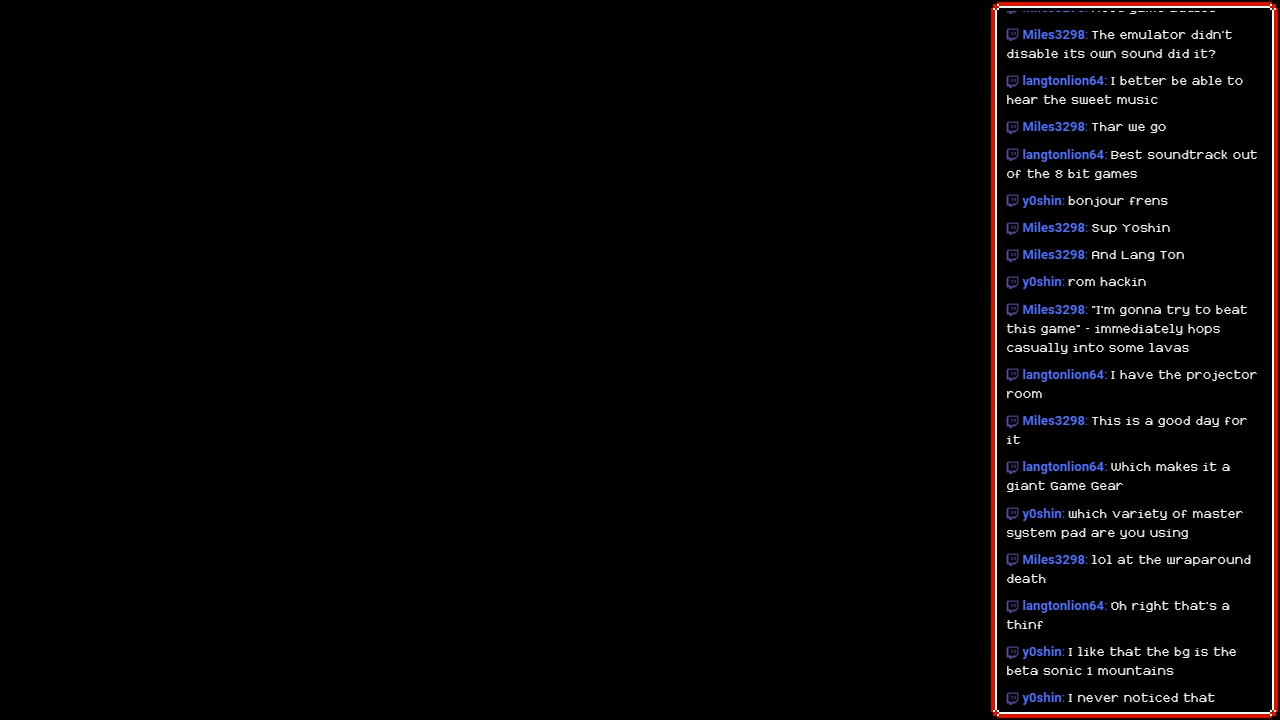 Miles3298: The emulator didn't
disable its own sound did it?
langtonlion64: I better be able to
hear the sweet music
Miles3298: Thar we go
langtonlion64: Best soundtrack out
of the 8 bit games
y0shin: bonjour frens
Miles3298: Sup Yoshin
Miles3298: And Lang Ton
y0shin: rom hackin
Miles3298: "I'm gonna try to beat
this game" - immediately hops
casually into some lavas
langtonlion64: I have the projector
room
Miles3298: This is a good day for
it
langtonlion64: Which makes it a
giant Game Gear
y0shin: which variety of master
system pad are you using
Miles3298: lol at the wraparound
death
langtonlion64: Oh right that's a
thinf
y0shin: I like that the bg is the
beta sonic 1 mountains
y0shin: I never noticed that